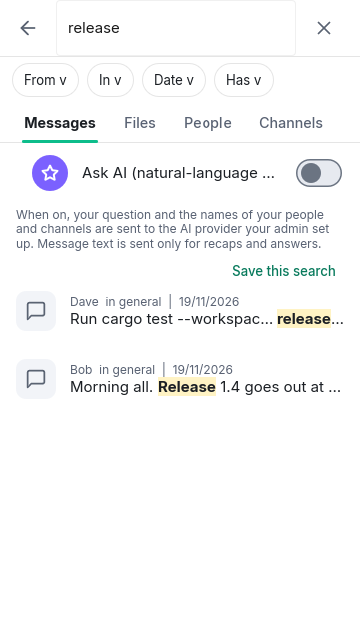 release
From v In v Date v Has v
Messages Files People Channels
Ask AI (natural-language ...
When on, your question and the names of your people
and channels are sent to the AI provider your admin set
up. Message text is sent only for recaps and answers.
Save this search
Dave in general | 19/11/2026
Run cargo test --workspac... release...
Bob in general | 19/11/2026
Morning all. Release 1.4 goes out at ...